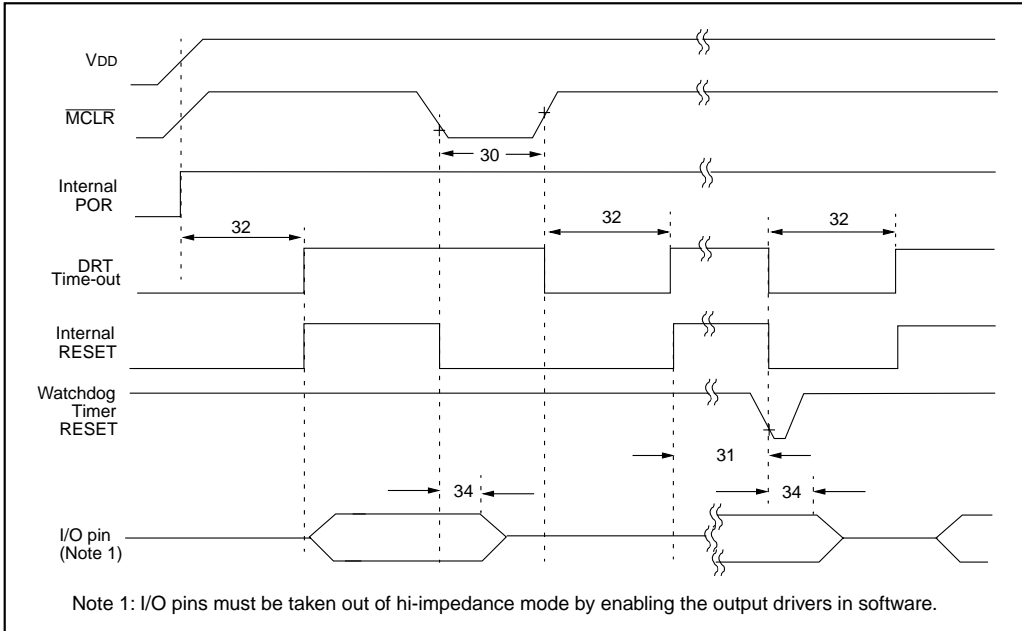 VDD
MCLR
30
Internal
POR
32
32
32
DRT
Time-out
Internal
RESET
Watchdog
Timer
RESET
31
34
34
I/O pin
(Note 1)
Note 1: I/O pins must be taken out of hi-impedance mode by enabling the output drivers in software.